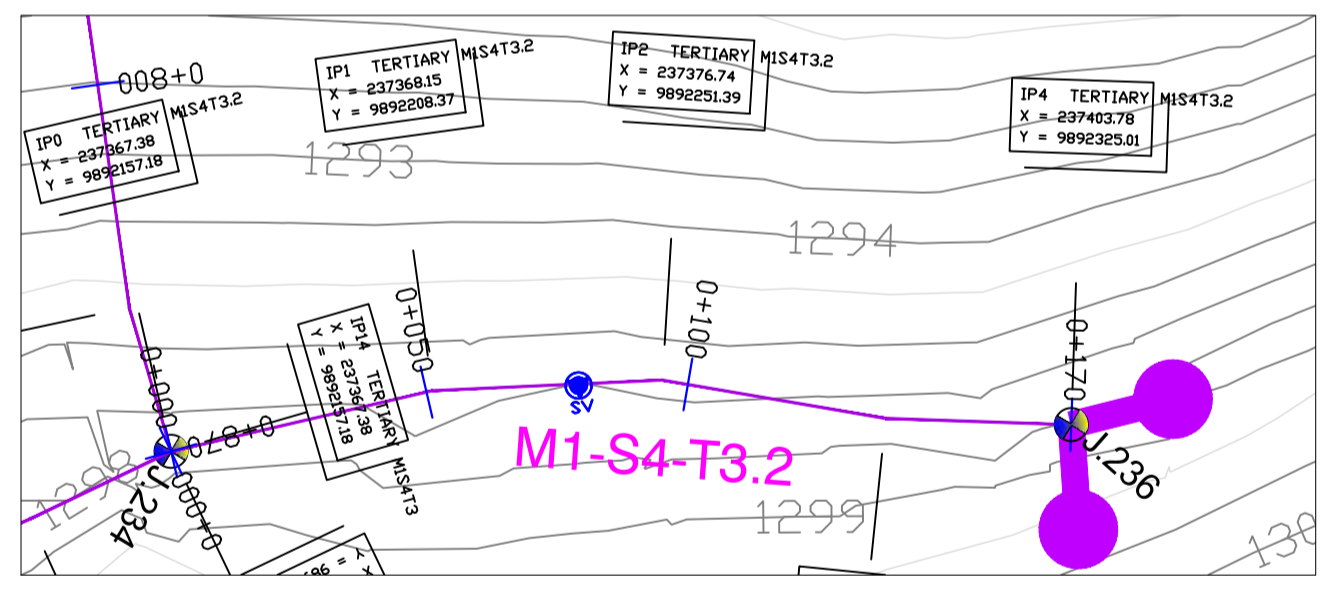 IP1 TERTIARY M1S4T3.2
X = 237368.15
Y = 9892208.37
IP2 TERTIARY M1S4T3.2
X = 237376.74
Y = 9892251.39
IP4 TERTIARY M1S4T3.2
X = 237403.78
Y = 9892325.01
0+800
IP0 TERTIARY M1S4T3.2
X = 237367.38
Y = 9892157.18
1293
1294
0+050
0+100
0+170
IP14 TERTIARY M1S4T3
X = 237367.38
Y = 9892157.18
0+000
0+870
SV
M1-S4-T3.2
J.236
1298
J.234
0+000
1299